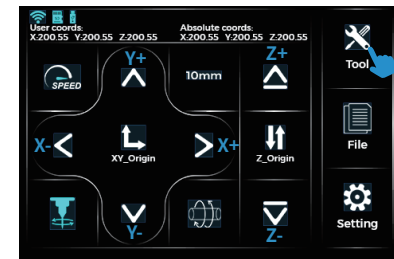 User coords:
X:200.55 Y:200.55 Z:200.55
Absolute coords:
X:200.55 Y:200.55 Z:200.55
Y+
Z+
SPEED
10mm
Tool
X-
XY_Origin
X+
Z_Origin
File
Y-
Z-
Setting